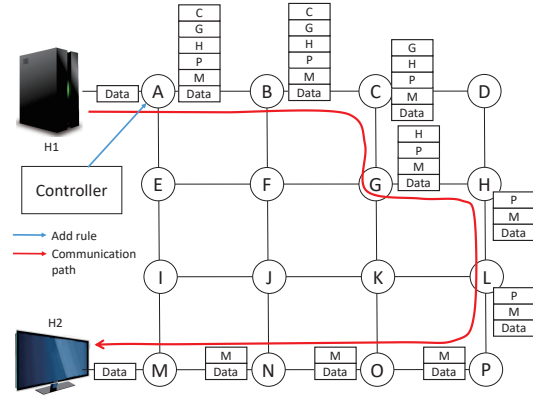 C
G
H
P
M
Data
C
G
H
P
M
Data
G
H
P
M
Data
Data
A
B
C
D
H1
H
P
M
Data
Controller
E
F
G
H
P
M
Data
Add rule
Communication
path
I
J
K
L
P
M
Data
H2
Data
M
M
Data
N
M
Data
O
M
Data
P